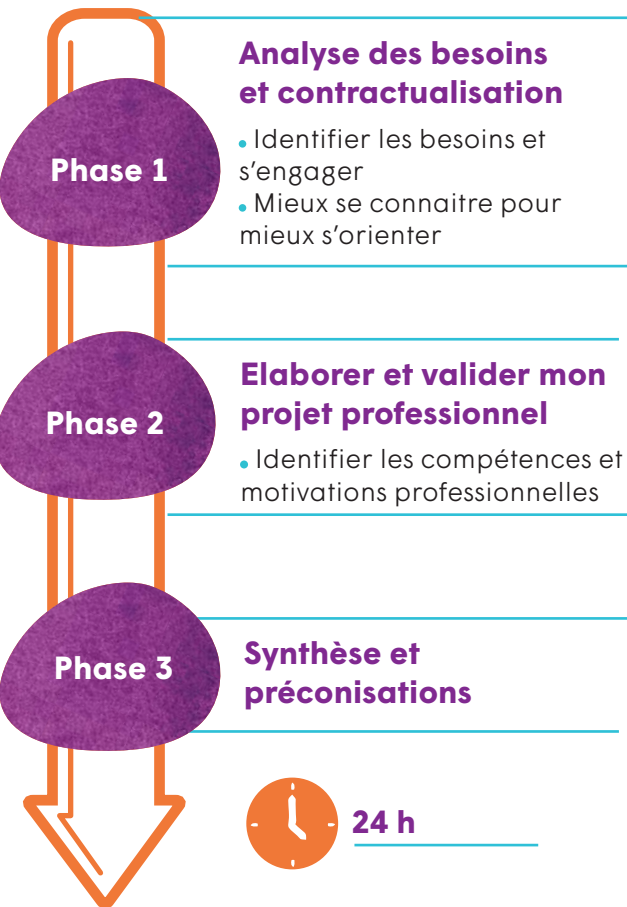 Analyse des besoins
et contractualisation
Phase 1
• Identifier les besoins et
s'engager
• Mieux se connaitre pour
mieux s'orienter
Phase 2
Elaborer et valider mon
projet professionnel
• Identifier les compétences et
motivations professionnelles
Phase 3
Synthèse et
préconisations
24 h